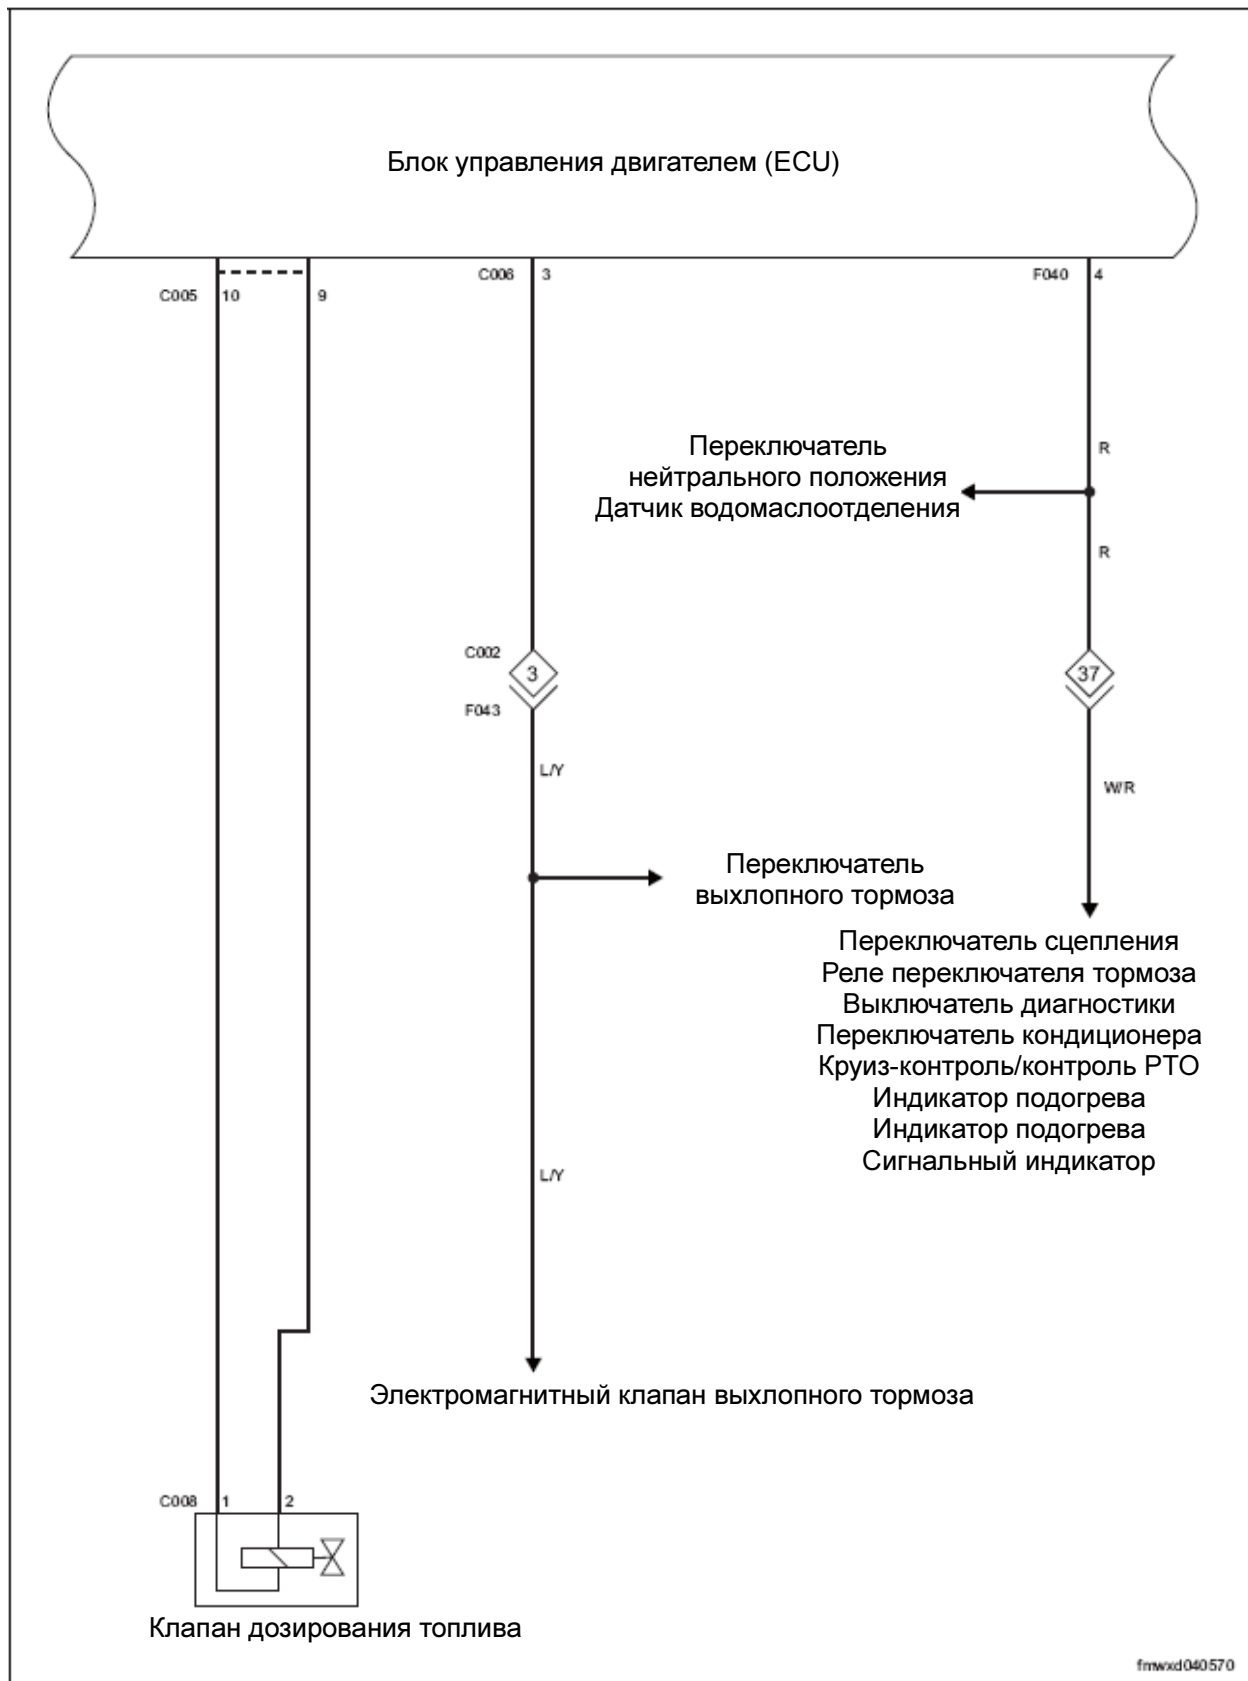 Блок управления двигателем (ECU)
C006 3
F040 4
C005 10 9
Переключатель
нейтрального положения
Датчик водомаслоотделения
R
R
C002
3
37
F043
L/Y
W/R
Переключатель
выхлопного тормоза
Переключатель сцепления
Реле переключателя тормоза
Выключатель диагностики
Переключатель кондиционера
Круиз-контроль/контроль PTO
Индикатор подогрева
Индикатор подогрева
Сигнальный индикатор
L/Y
Электромагнитный клапан выхлопного тормоза
C008 1 2
Клапан дозирования топлива
fmwxd040570